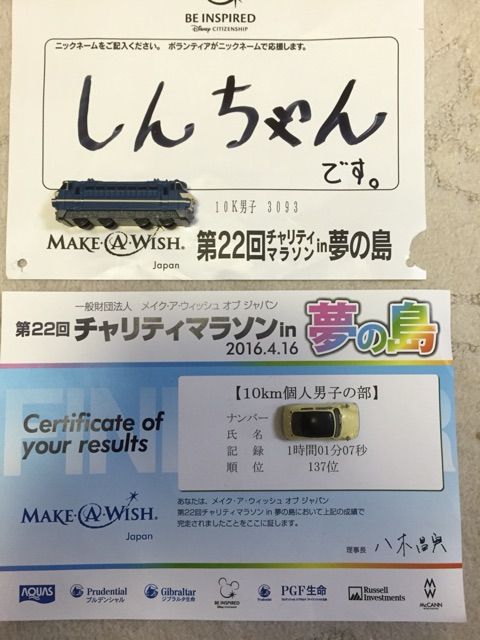 BE INSPIRED
Disney CITIZENSHIP
ニックネームをご記入ください。ボランティアがニックネームで応援します。
しんちゃん
です。
10K男子 3093
MAKE-A-WISH®
Japan
第22回チャリティマラソンin夢の島
一般財団法人 メイク・ア・ウィッシュ オブ ジャパン
第22回 チャリティマラソン in 夢の島
2016.4.16
FIN
R
Certificate of
your results
【10km個人男子の部】
ナンバー
氏 名
記 録 1時間01分07秒
順 位 137位
MAKE-A-WISH®
Japan
あなたは、メイク・ア・ウィッシュ オブ ジャパン
第22回チャリティマラソン in 夢の島において上記の成績で
完走されましたことをここに証します。
理事長
AQUAS
Prudential
プルデンシャル
Gibraltar
ジブラルタ生命
BE INSPIRED
Prudential
PGF生命
Russell
Investments
McCANN